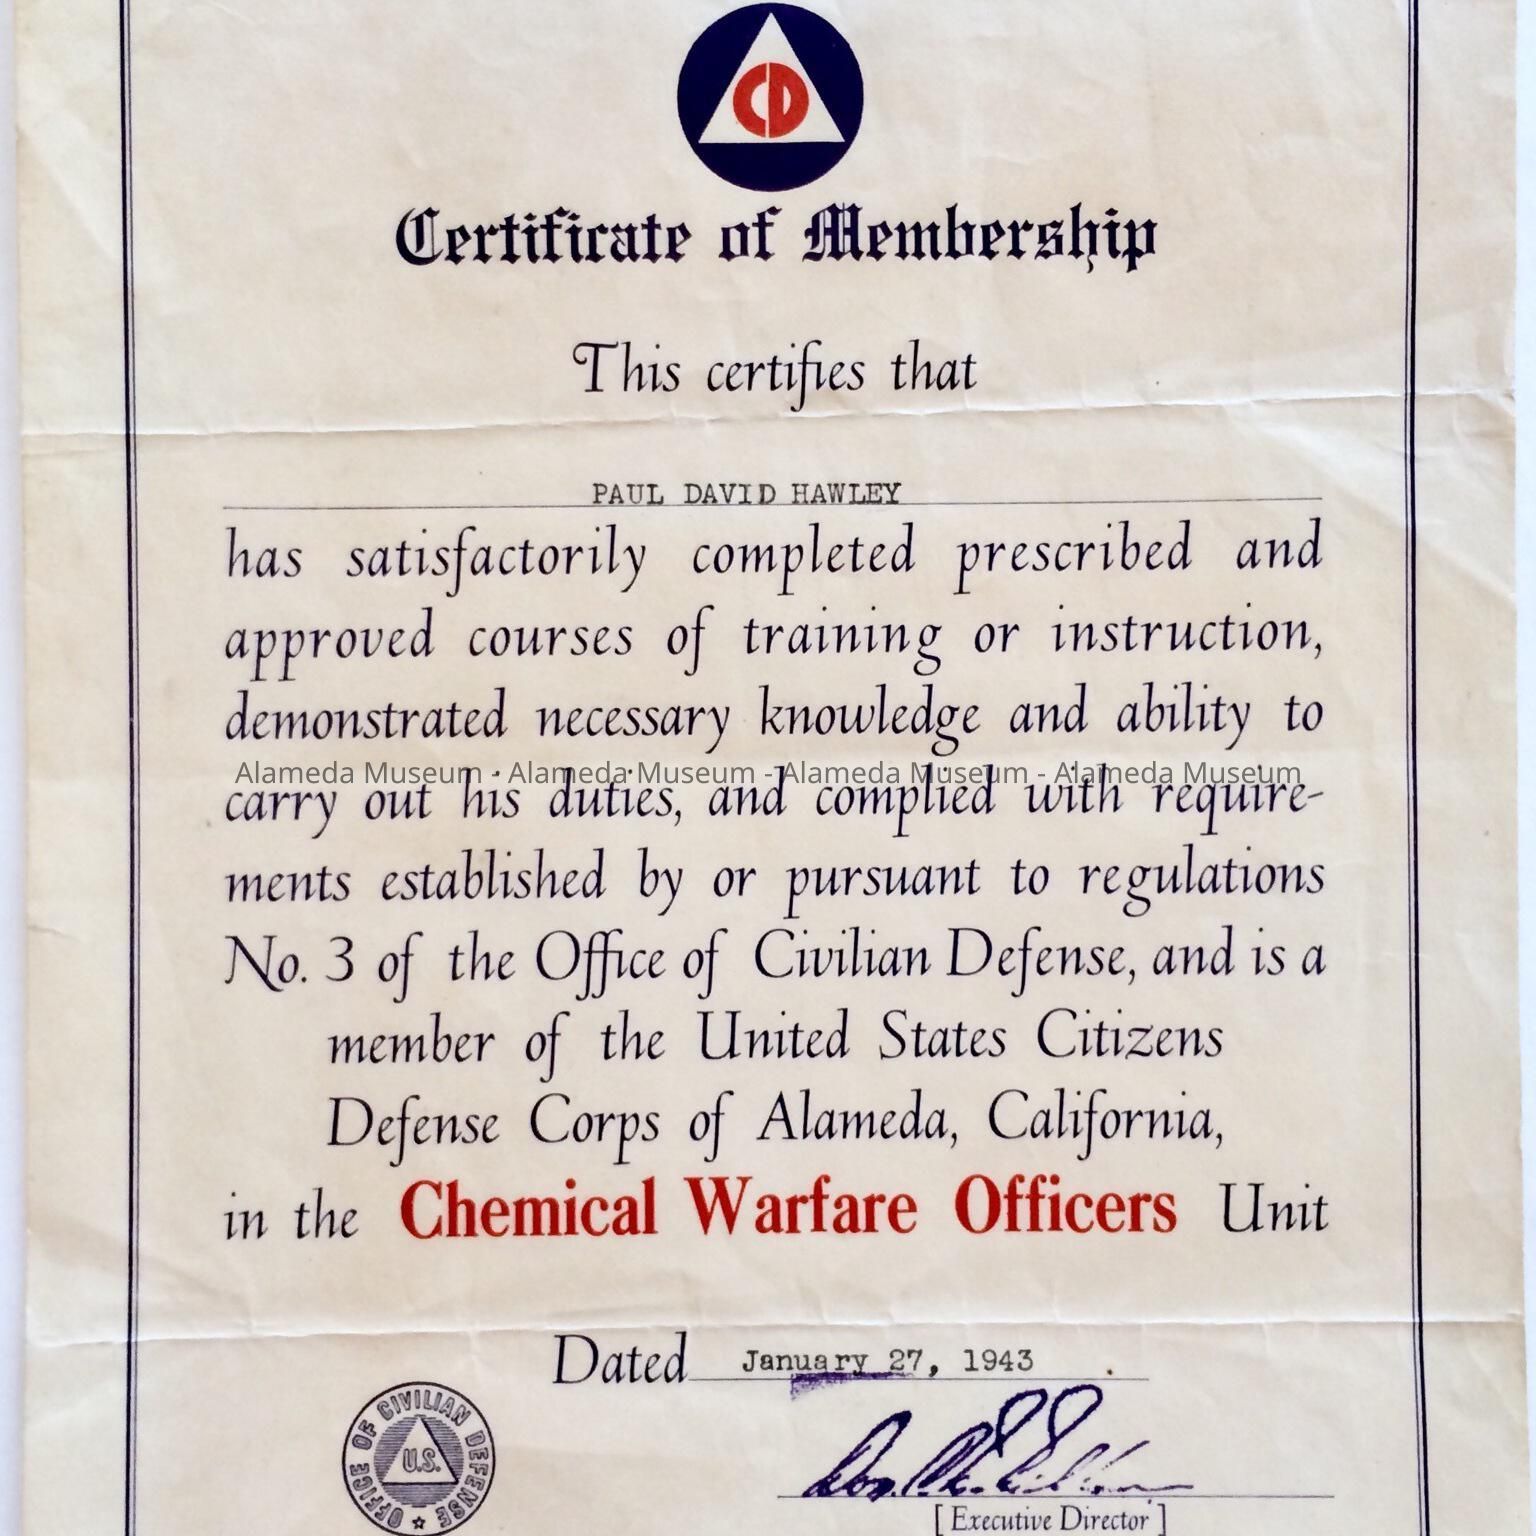 CD
Certificate of Membership
This certifies that
PAUL DAVID HAWLEY
has satisfactorily completed prescribed and
approved courses of training or instruction,
demonstrated necessary knowledge and ability to
Alameda Museum - Alameda Museum - Alameda Museum - Alameda Museum
carry out his duties, and complied with require-
ments established by or pursuant to regulations
No. 3 of the Office of Civilian Defense, and is a
member of the United States Citizens
Defense Corps of Alameda, California,
in the Chemical Warfare Officers Unit
Dated January 27, 1943
OFFICE OF CIVILIAN DEFENSE
U.S.
[ Executive Director ]